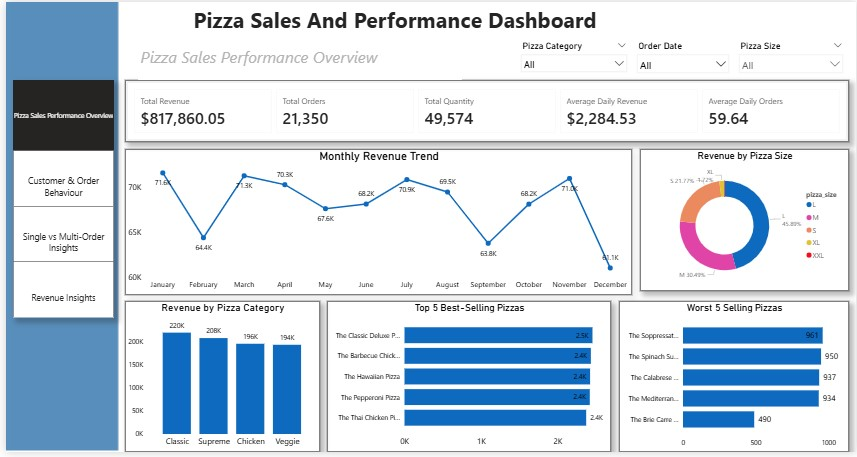 Pizza Sales And Performance Dashboard
Pizza Sales Performance Overview
Pizza Category
Order Date
Pizza Size
All
All
All
Pizza Sales Performance Overview
Customer & Order
Behaviour
Single vs Multi-Order
Insights
Revenue Insights
Total Revenue
$817,860.05
Total Orders
21,350
Total Quantity
49,574
Average Daily Revenue
$2,284.53
Average Daily Orders
59.64
Monthly Revenue Trend
70K
65K
60K
71.6K
64.4K
71.3K
70.3K
67.6K
68.2K
70.9K
69.5K
63.8K
68.2K
71.0K
61.1K
January February March April May June July August September October November December
Revenue by Pizza Size
XL
1.72%
S 21.77%
L
45.89%
M 30.49%
pizza_size
L
M
S
XL
XXL
Revenue by Pizza Category
200K
150K
100K
50K
0K
220K
208K
196K
194K
Classic Supreme Chicken Veggie
Top 5 Best-Selling Pizzas
The Classic Deluxe P... 2.5K
The Barbecue Chick... 2.4K
The Hawaiian Pizza 2.4K
The Pepperoni Pizza 2.4K
The Thai Chicken Pi... 2.4K
0K 1K 2K
Worst 5 Selling Pizzas
The Soppressat... 961
The Spinach Su... 950
The Calabrese ... 937
The Mediterran... 934
The Brie Carre ... 490
0 500 1000